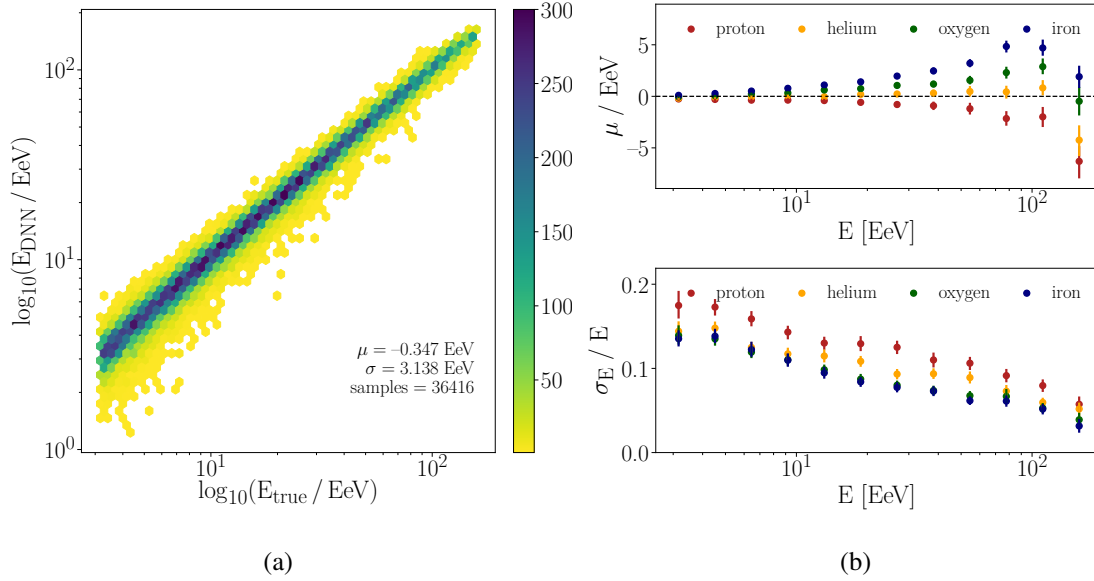 10²
10¹
10⁰
log₁₀(E_DNN / EeV)
μ = –0.347 EeV
σ = 3.138 EeV
samples = 36416
10¹ 10²
log₁₀(E_true / EeV)
300
250
200
150
100
50
(a)
proton helium oxygen iron
5
0
−5
μ / EeV
10¹ 10²
E [EeV]
proton helium oxygen iron
0.2
0.1
0.0
σ_E / E
10¹ 10²
E [EeV]
(b)